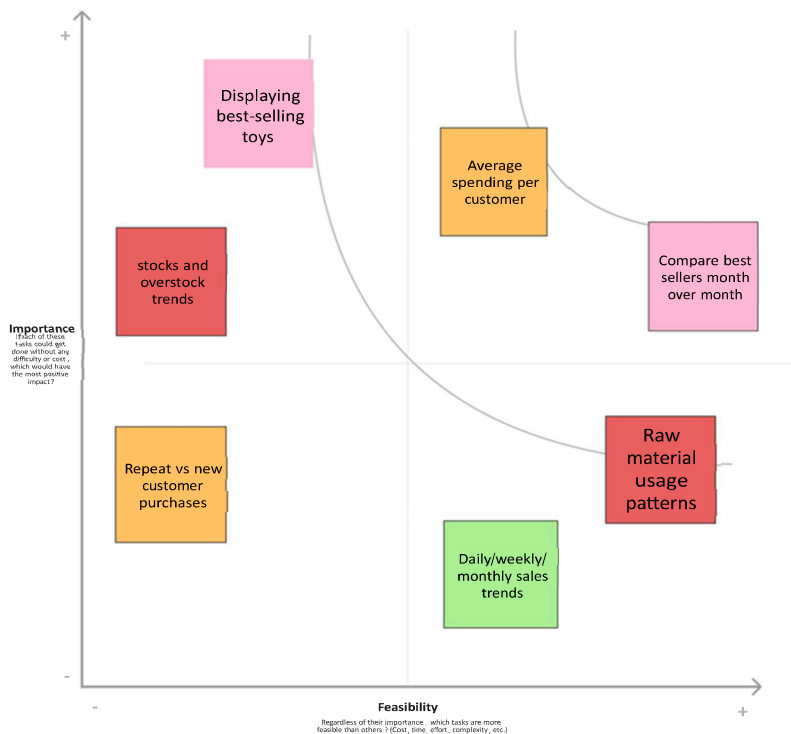 +
Displaying
best-selling
toys
Average
spending per
customer
stocks and
overstock
trends
Compare best
sellers month
over month
Importance
If each of these
tasks could get
done without any
difficulty or cost ,
which would have
the most positive
impact?
Repeat vs new
customer
purchases
Raw
material
usage
patterns
Daily/weekly/
monthly sales
trends
-
-
Feasibility
+
Regardless of their importance , which tasks are more
feasible than others ? (Cost, time, effort, complexity, etc.)